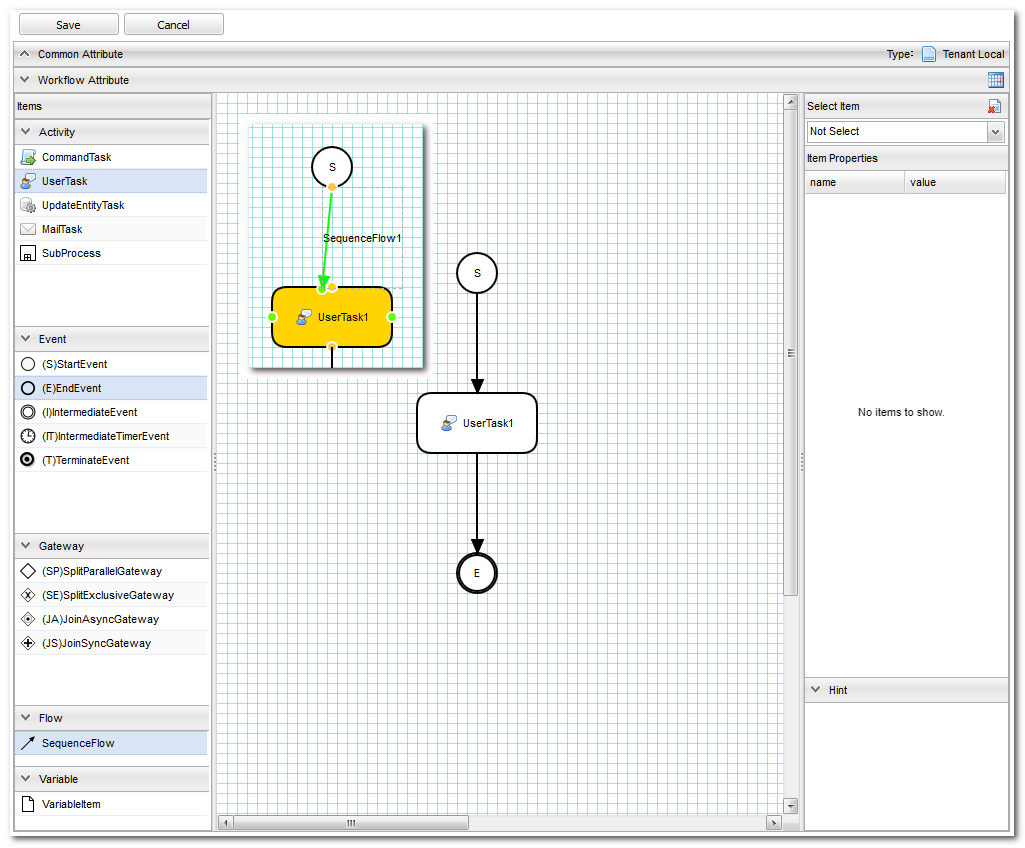 Save Cancel
Common Attribute Type: Tenant Local
Workflow Attribute
Items
Activity
CommandTask
UserTask
UpdateEntityTask
MailTask
SubProcess
Event
(S)StartEvent
(E)EndEvent
(I)IntermediateEvent
(IT)IntermediateTimerEvent
(T)TerminateEvent
Gateway
(SP)SplitParallelGateway
(SE)SplitExclusiveGateway
(JA)JoinAsyncGateway
(JS)JoinSyncGateway
Flow
SequenceFlow
Variable
VariableItem
S
SequenceFlow1
UserTask1
S
UserTask1
E
Select Item
Not Select
Item Properties
name value
No items to show.
Hint